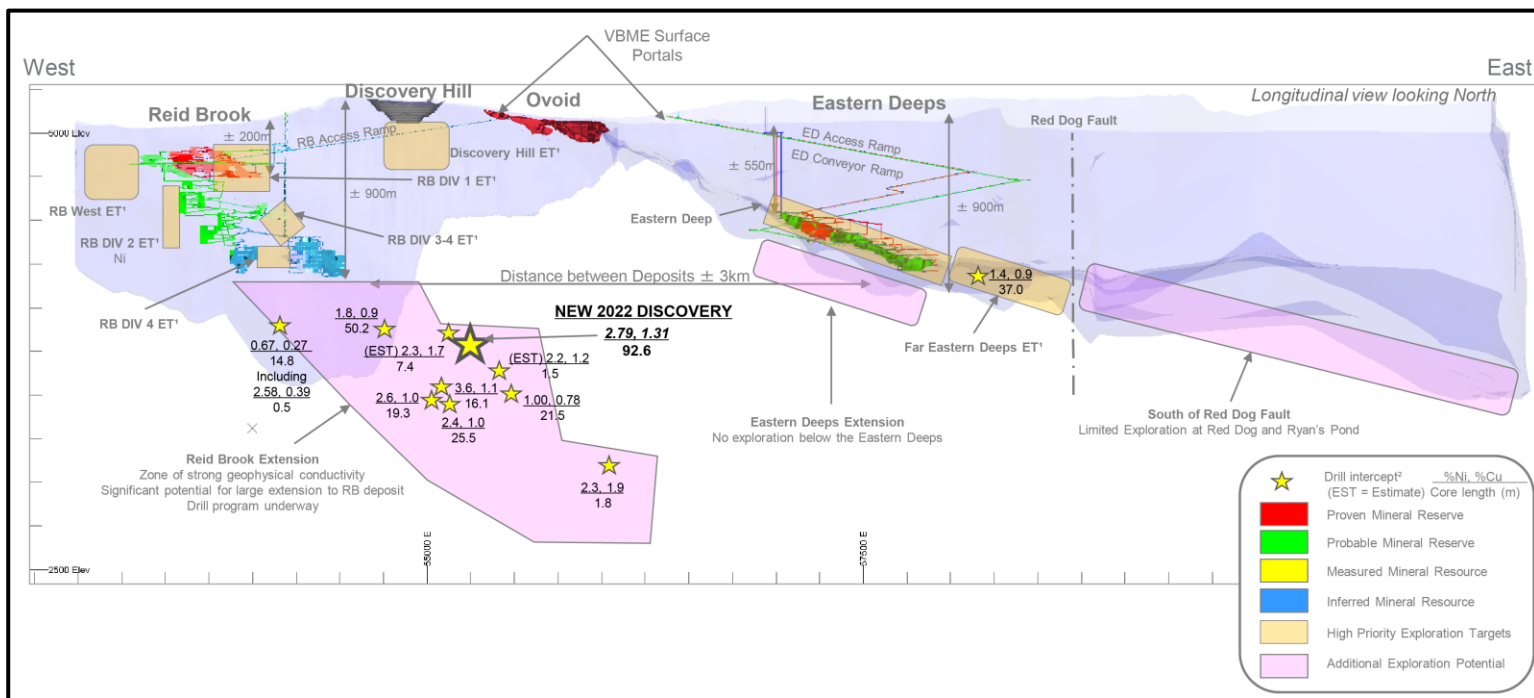 VBME Surface
Portals
West
East
Longitudinal view looking North
Discovery Hill
Reid Brook
Ovoid
Eastern Deeps
Red Dog Fault
5000 Elev
± 200m
RB Access Ramp
Discovery Hill ET¹
ED Access Ramp
ED Conveyor Ramp
± 550m
RB DIV 1 ET¹
± 900m
± 900m
RB West ET¹
Eastern Deep
RB DIV 2 ET¹
Ni
RB DIV 3-4 ET¹
Distance between Deposits ± 3km
RB DIV 4 ET¹
1.4, 0.9
37.0
NEW 2022 DISCOVERY
2.79, 1.31
92.6
1.8, 0.9
50.2
0.67, 0.27
14.8
Including
2.58, 0.39
0.5
(EST) 2.3, 1.7
7.4
(EST) 2.2, 1.2
1.5
Far Eastern Deeps ET¹
3.6, 1.1
16.1
2.6, 1.0
19.3
1.00, 0.78
21.5
2.4, 1.0
25.5
Eastern Deeps Extension
No exploration below the Eastern Deeps
South of Red Dog Fault
Limited Exploration at Red Dog and Ryan's Pond
Reid Brook Extension
Zone of strong geophysical conductivity
Significant potential for large extension to RB deposit
Drill program underway
2.3, 1.9
1.8
55000 E
57500 E
2500 Elev
Drill intercept² %Ni, %Cu
(EST = Estimate) Core length (m)
Proven Mineral Reserve
Probable Mineral Reserve
Measured Mineral Resource
Inferred Mineral Resource
High Priority Exploration Targets
Additional Exploration Potential